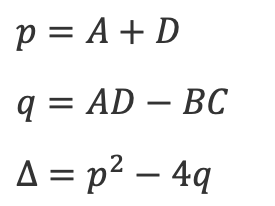 p = A + D
q = AD − BC
Δ = p² − 4q